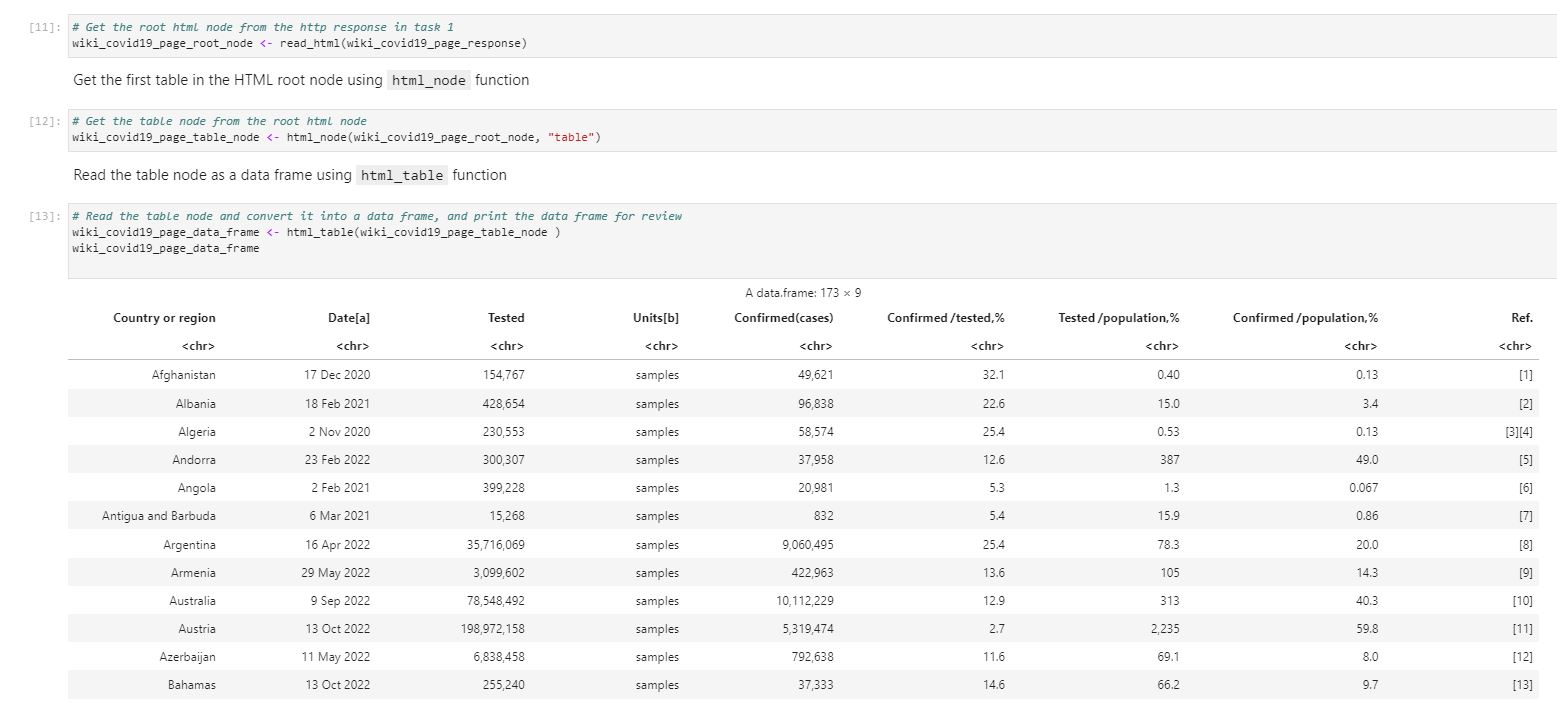 [11]: # Get the root html node from the http response in task 1
wiki_covid19_page_root_node <- read_html(wiki_covid19_page_response)
Get the first table in the HTML root node using html_node function
[12]: # Get the table node from the root html node
wiki_covid19_page_table_node <- html_node(wiki_covid19_page_root_node, "table")
Read the table node as a data frame using html_table function
[13]: # Read the table node and convert it into a data frame, and print the data frame for review
wiki_covid19_page_data_frame <- html_table(wiki_covid19_page_table_node )
wiki_covid19_page_data_frame
A data.frame: 173 × 9
Country or region Date[a] Tested Units[b] Confirmed(cases) Confirmed /tested,% Tested /population,% Confirmed /population,% Ref.
<chr> <chr> <chr> <chr> <chr> <chr> <chr> <chr> <chr>
Afghanistan 17 Dec 2020 154,767 samples 49,621 32.1 0.40 0.13 [1]
Albania 18 Feb 2021 428,654 samples 96,838 22.6 15.0 3.4 [2]
Algeria 2 Nov 2020 230,553 samples 58,574 25.4 0.53 0.13 [3][4]
Andorra 23 Feb 2022 300,307 samples 37,958 12.6 387 49.0 [5]
Angola 2 Feb 2021 399,228 samples 20,981 5.3 1.3 0.067 [6]
Antigua and Barbuda 6 Mar 2021 15,268 samples 832 5.4 15.9 0.86 [7]
Argentina 16 Apr 2022 35,716,069 samples 9,060,495 25.4 78.3 20.0 [8]
Armenia 29 May 2022 3,099,602 samples 422,963 13.6 105 14.3 [9]
Australia 9 Sep 2022 78,548,492 samples 10,112,229 12.9 313 40.3 [10]
Austria 13 Oct 2022 198,972,158 samples 5,319,474 2.7 2,235 59.8 [11]
Azerbaijan 11 May 2022 6,838,458 samples 792,638 11.6 69.1 8.0 [12]
Bahamas 13 Oct 2022 255,240 samples 37,333 14.6 66.2 9.7 [13]